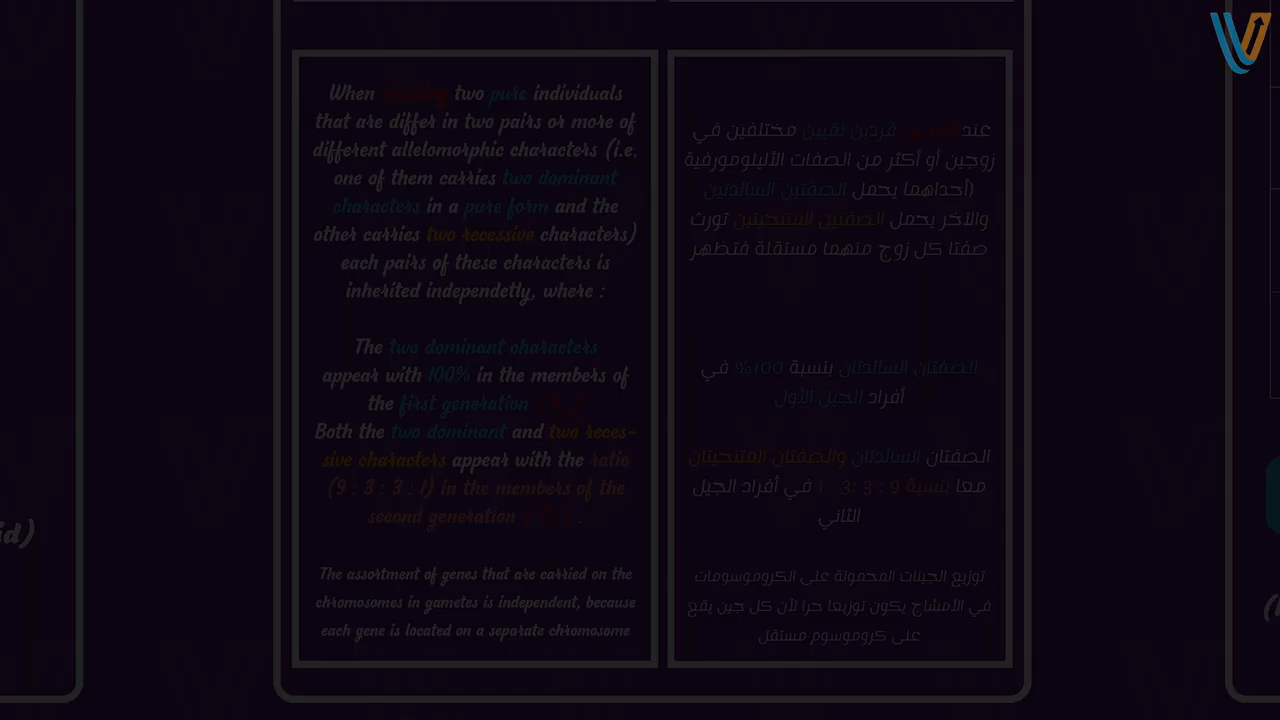 When crossing two pure individuals
that are differ in two pairs or more of
different allelomorphic characters (i.e.
one of them carries two dominant
characters in a pure form and the
other carries two recessive characters)
each pairs of these characters is
inherited independetly, where :
The two dominant characters
appear with 100% in the members of
the first generation
Both the two dominant and two reces-
sive characters appear with the ratio
(9 : 3 : 3 : 1) in the members of the
second generation .
The assortment of genes that are carried on the
chromosomes in gametes is independent, because
each gene is located on a separate chromosome
عند فردين نقيين مختلفين في
زوجين أو أكثر من الصفات الأليلومورفية
(أحداهما يحمل الصفتين السائدتين
والآخر يحمل الصفتين المتنحيتين تورث
صفتا كل زوج منهما مستقلة فتظهر
الصفتان السائدتان بنسبة 100% في
أفراد الجيل الأول
الصفتان السائدتان والصفتان المتنحيتان
معا بنسبة 9 : 3 : 3 : 1 في أفراد الجيل
الثاني
توزيع الجينات المحمولة على الكروموسومات
في الأمشاج يكون توزيعا حرا لأن كل جين يقع
على كروموسوم مستقل
id)